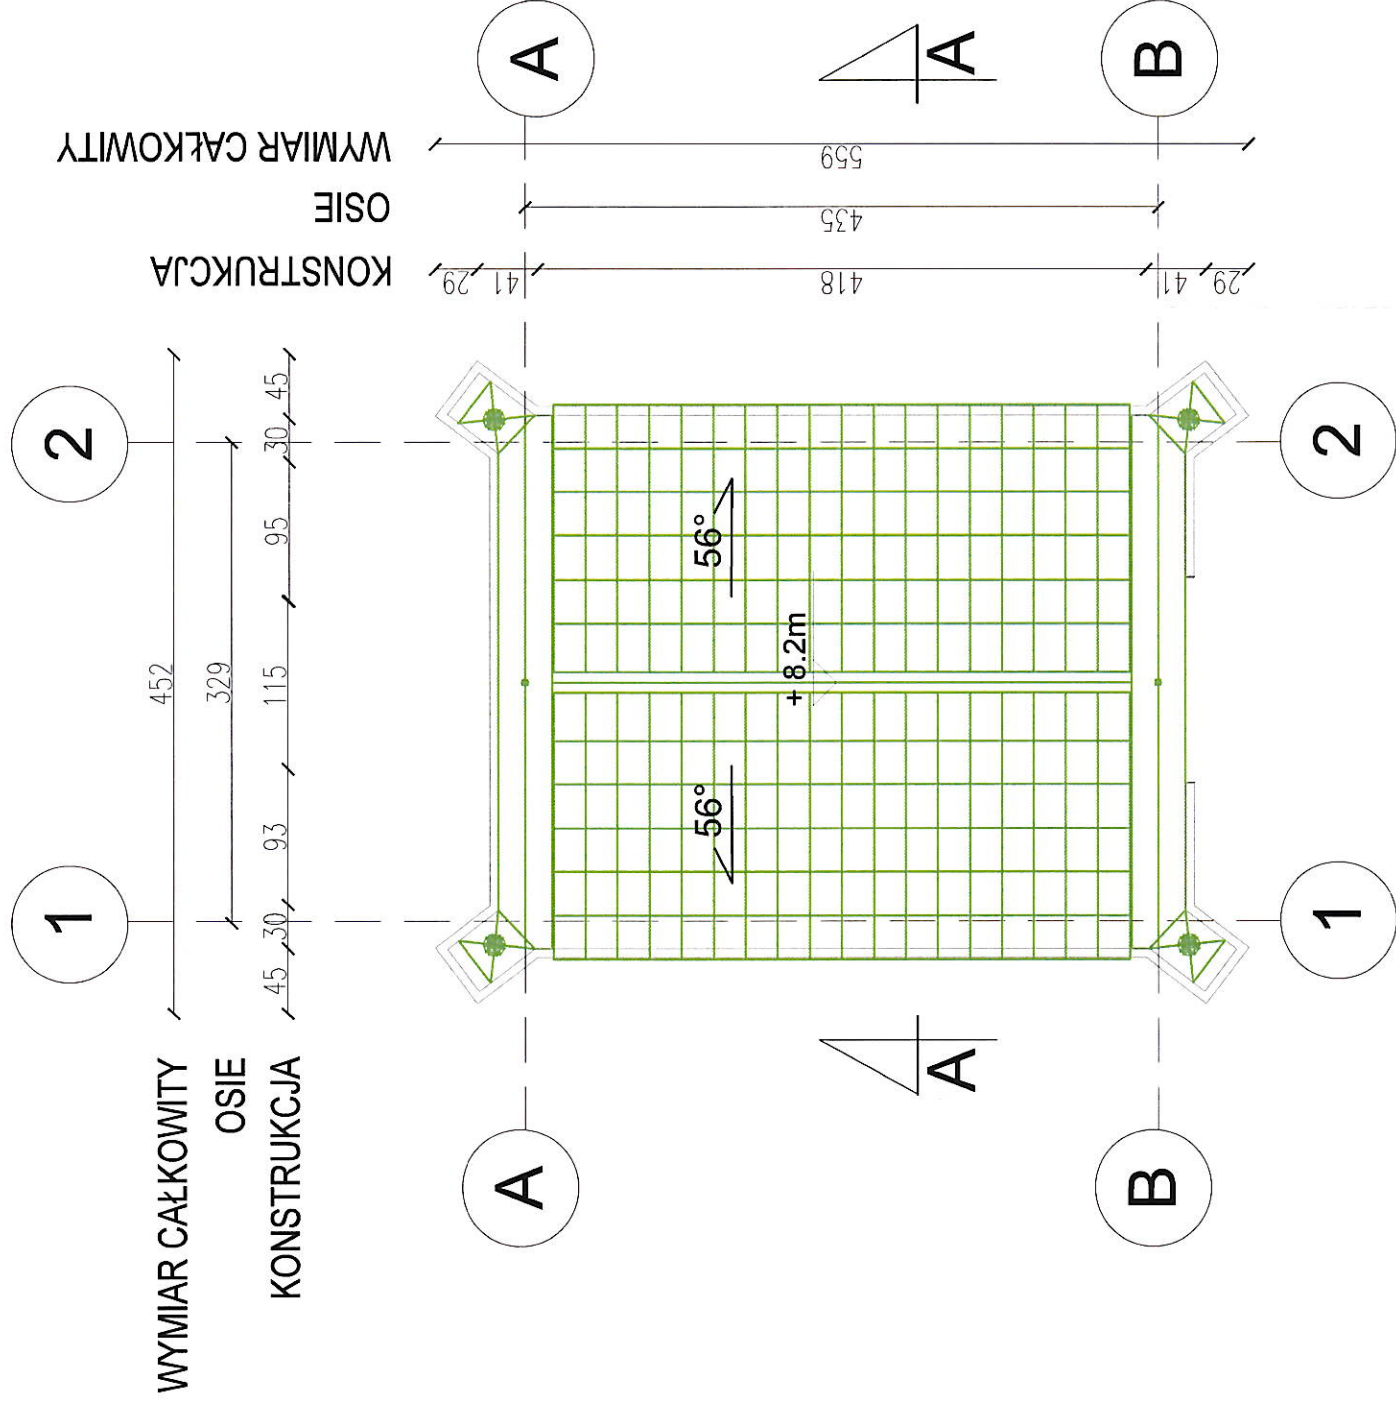 WYMIAR CAŁKOWITY
OSIE
KONSTRUKCJA
452
329
45 30 93 115 95 30 45
1
2
WYMIAR CAŁKOWITY
OSIE
KONSTRUKCJA
559
435
29 41 418 41 29
A
A
B
B
A
A
56°
56°
+ 8.2m
1
2